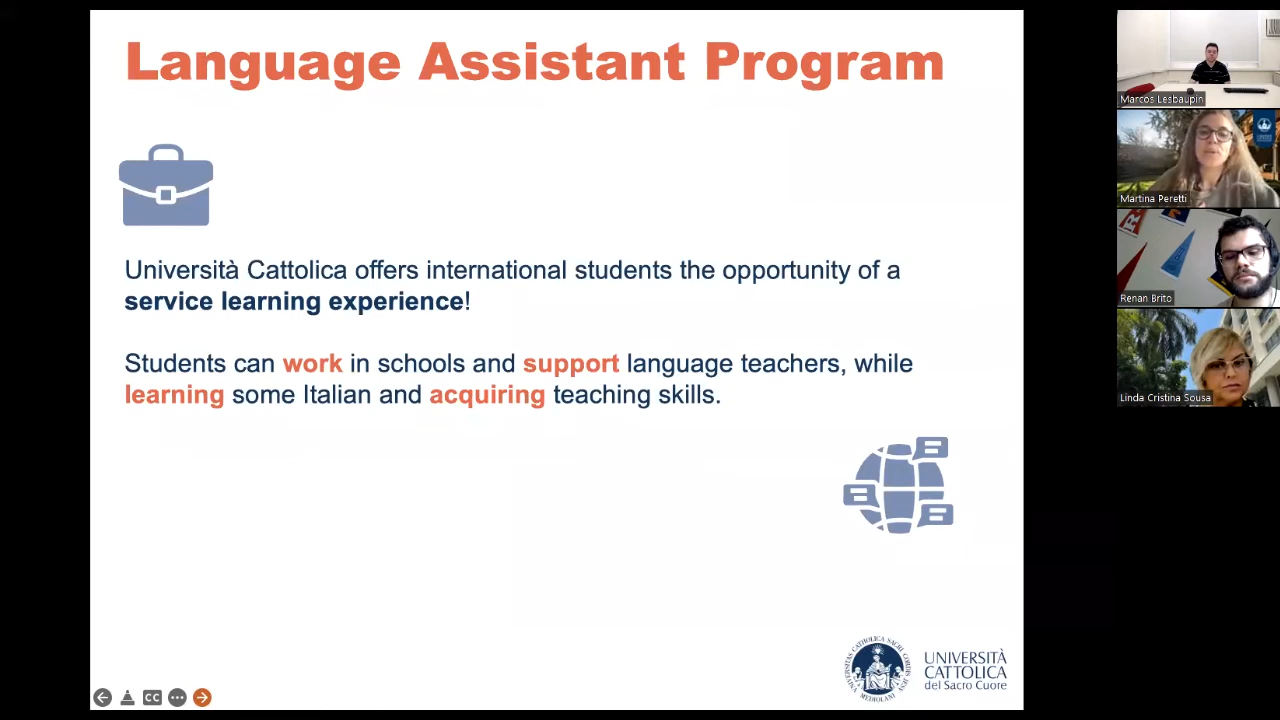 Language Assistant Program
Università Cattolica offers international students the opportunity of a
service learning experience!
Students can work in schools and support language teachers, while
learning some Italian and acquiring teaching skills.
UNIVERSITÀ
CATTOLICA
del Sacro Cuore
CC
Marcos Lesbaupin
Martina Peretti
Renan Brito
Linda Cristina Sousa